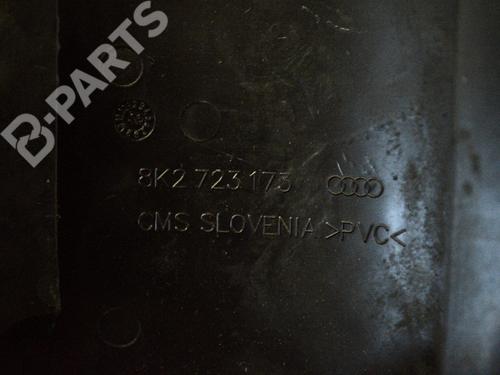 B-PARTS
8K2 723 173
CMS SLOVENIA >PVC<